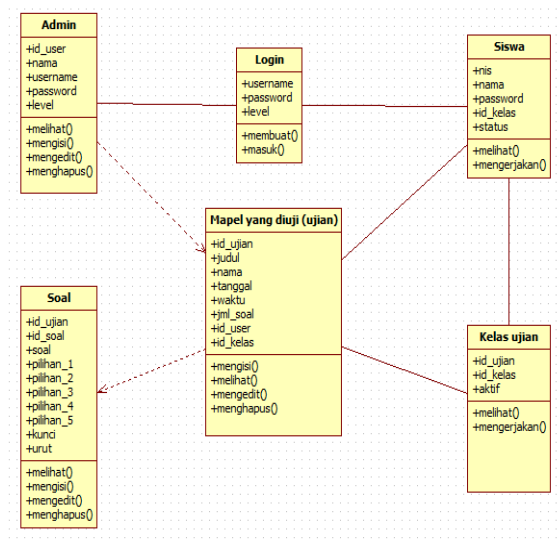 Admin
+id_user
+nama
+username
+password
+level
+melihat()
+mengisi()
+mengedit()
+menghapus()
Login
+username
+password
+level
+membuat()
+masuk()
Siswa
+nis
+nama
+password
+id_kelas
+status
+melihat()
+mengerjakan()
Mapel yang diuji (ujian)
+id_ujian
+judul
+nama
+tanggal
+waktu
+jml_soal
+id_user
+id_kelas
+mengisi()
+melihat()
+mengedit()
+menghapus()
Soal
+id_ujian
+id_soal
+soal
+pilihan_1
+pilihan_2
+pilihan_3
+pilihan_4
+pilihan_5
+kunci
+urut
+melihat()
+mengisi()
+mengedit()
+menghapus()
Kelas ujian
+id_ujian
+id_kelas
+aktif
+melihat()
+mengerjakan()